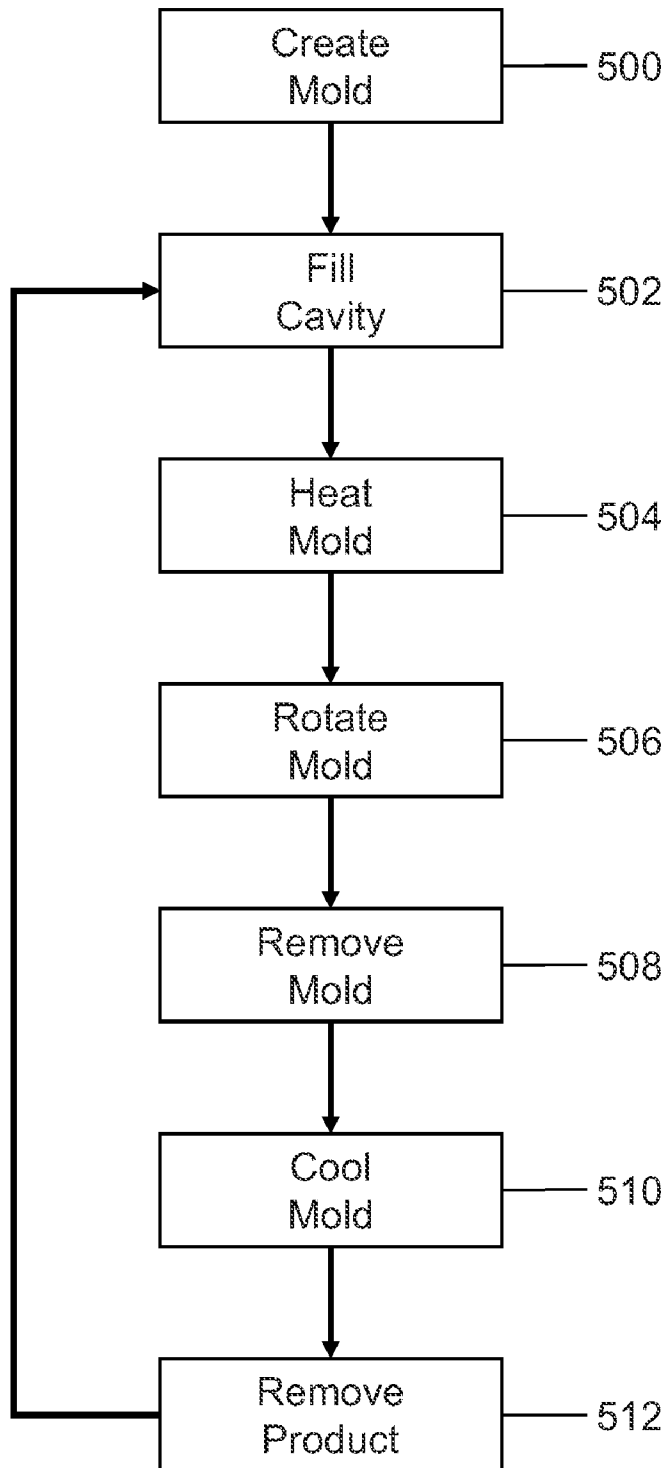 Create
Mold
500
Fill
Cavity
502
Heat
Mold
504
Rotate
Mold
506
Remove
Mold
508
Cool
Mold
510
Remove
Product
512